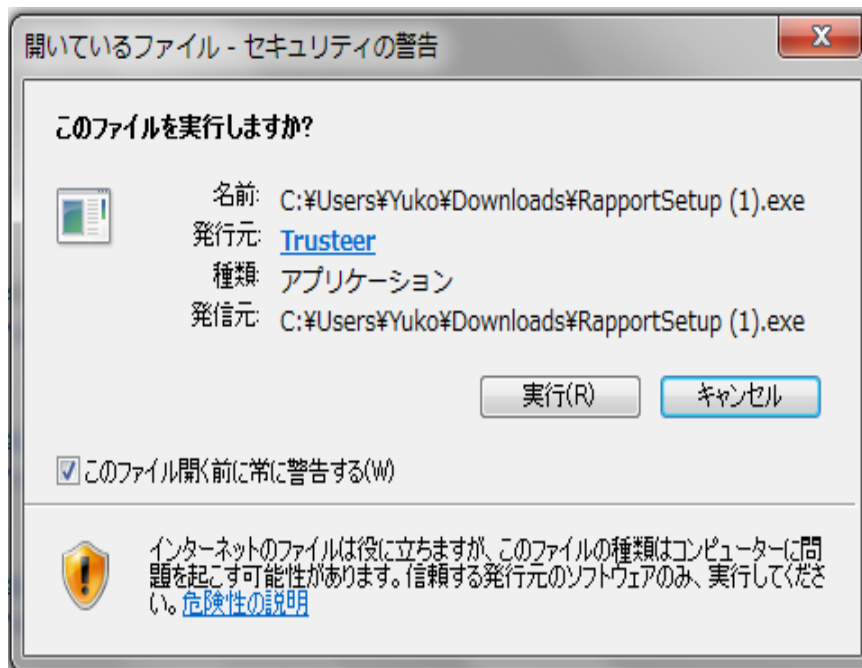 開いているファイル - セキュリティの警告
X
このファイルを実行しますか?
名前: C:¥Users¥Yuko¥Downloads¥RapportSetup (1).exe
発行元: Trusteer
種類: アプリケーション
発信元: C:¥Users¥Yuko¥Downloads¥RapportSetup (1).exe
実行(R) キャンセル
このファイル開く前に常に警告する(W)
インターネットのファイルは役に立ちますが、このファイルの種類はコンピューターに問
題を起こす可能性があります。信頼する発行元のソフトウェアのみ、実行してくださ
い。危険性の説明